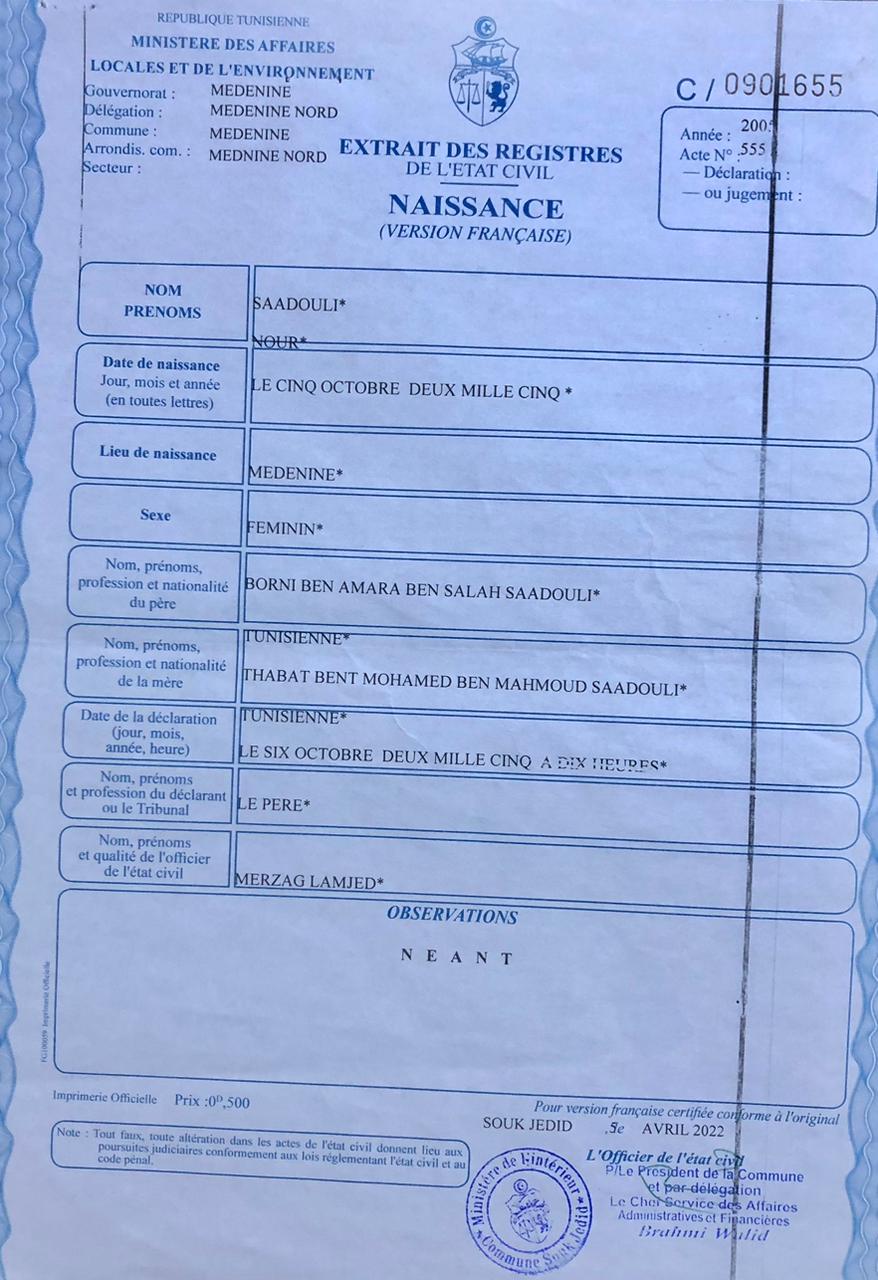 REPUBLIQUE TUNISIENNE
MINISTERE DES AFFAIRES
LOCALES ET DE L'ENVIRONNEMENT
Gouvernorat : MEDENINE
Délégation : MEDENINE NORD
Commune : MEDENINE
Arrondis. com. : MEDNINE NORD
Secteur :
C / 0901655
Année : 200
Acte N° : 555
— Déclaration :
— ou jugement :
EXTRAIT DES REGISTRES
DE L'ETAT CIVIL
NAISSANCE
(VERSION FRANÇAISE)
NOM
PRENOMS
SAADOULI*
NOUR*
Date de naissance
Jour, mois et année
(en toutes lettres)
LE CINQ OCTOBRE DEUX MILLE CINQ *
Lieu de naissance
MEDENINE*
Sexe
FEMININ*
Nom, prénoms,
profession et nationalité
du père
BORNI BEN AMARA BEN SALAH SAADOULI*
TUNISIENNE*
Nom, prénoms,
profession et nationalité
de la mère
THABAT BENT MOHAMED BEN MAHMOUD SAADOULI*
TUNISIENNE*
Date de la déclaration
(jour, mois,
année, heure)
LE SIX OCTOBRE DEUX MILLE CINQ A DIX HEURES*
Nom, prénoms
et profession du déclarant
ou le Tribunal
LE PERE*
Nom, prénoms
et qualité de l'officier
de l'état civil
MERZAG LAMJED*
OBSERVATIONS
N E A N T
FG100059 Imprimerie Officielle
Imprimerie Officielle Prix :0ᴰ,500
Note : Tout faux, toute altération dans les actes de l'état civil donnent lieu aux
poursuites judiciaires conformement aux lois réglementant l'état civil et au
code pénal.
Pour version française certifiée conforme à l'original
SOUK JEDID AVRIL 2022
L'Officier de l'état civil
P/Le Président de la Commune
et par délégation
Le Chef Service des Affaires
Administratives et Financières
Brahmi Walid
Ministère de l'intérieur
Commune Souk Jedid